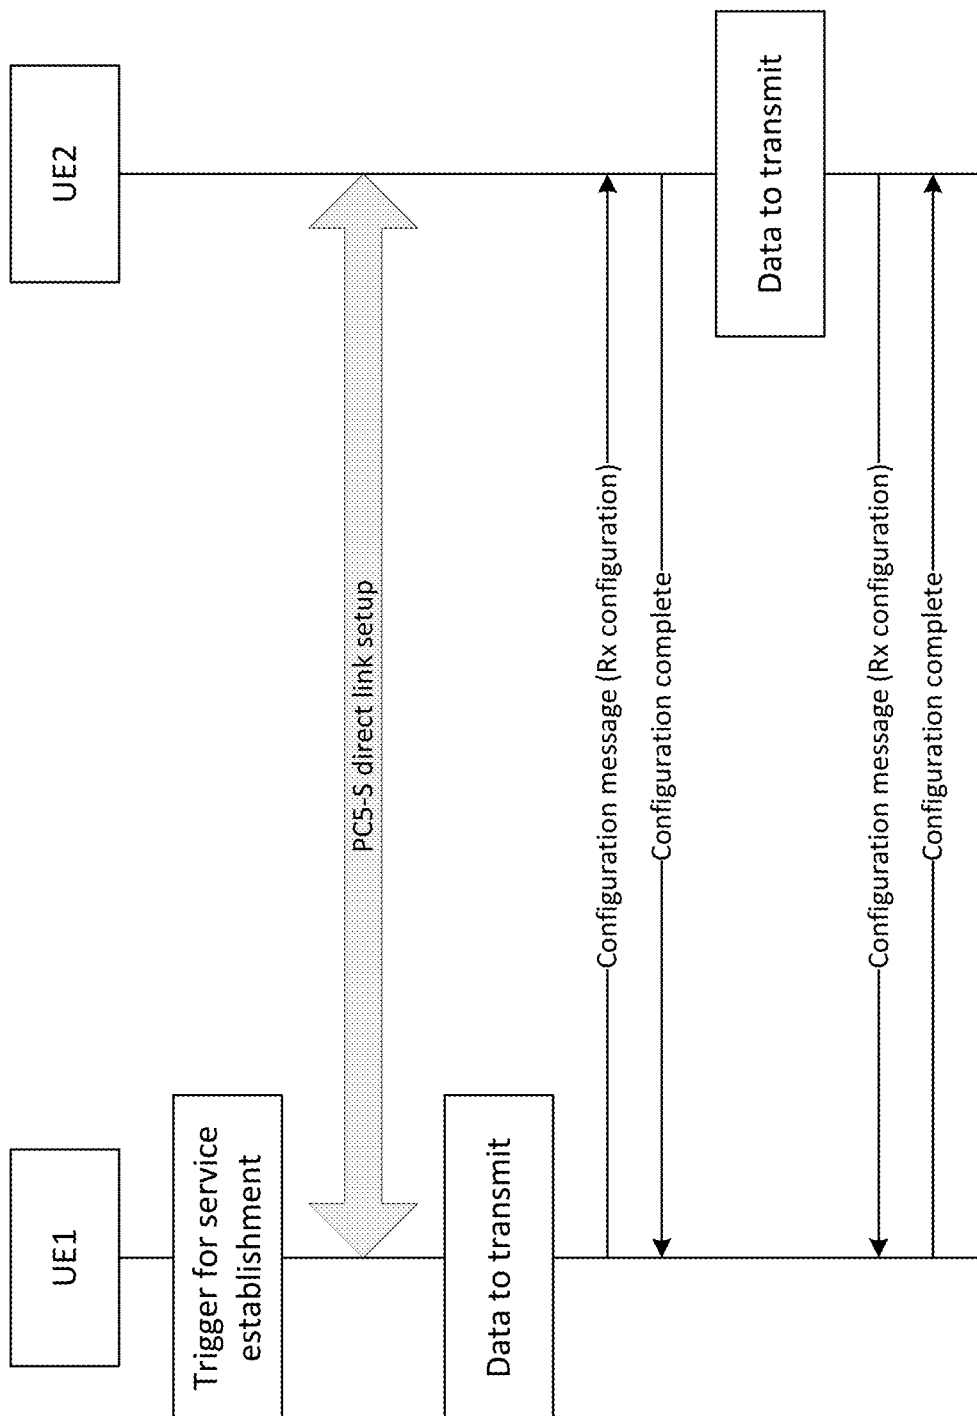 UE1
UE2
Trigger for service
establishment
PC5-S direct link setup
Data to transmit
Configuration message (Rx configuration)
Configuration complete
Data to transmit
Configuration message (Rx configuration)
Configuration complete